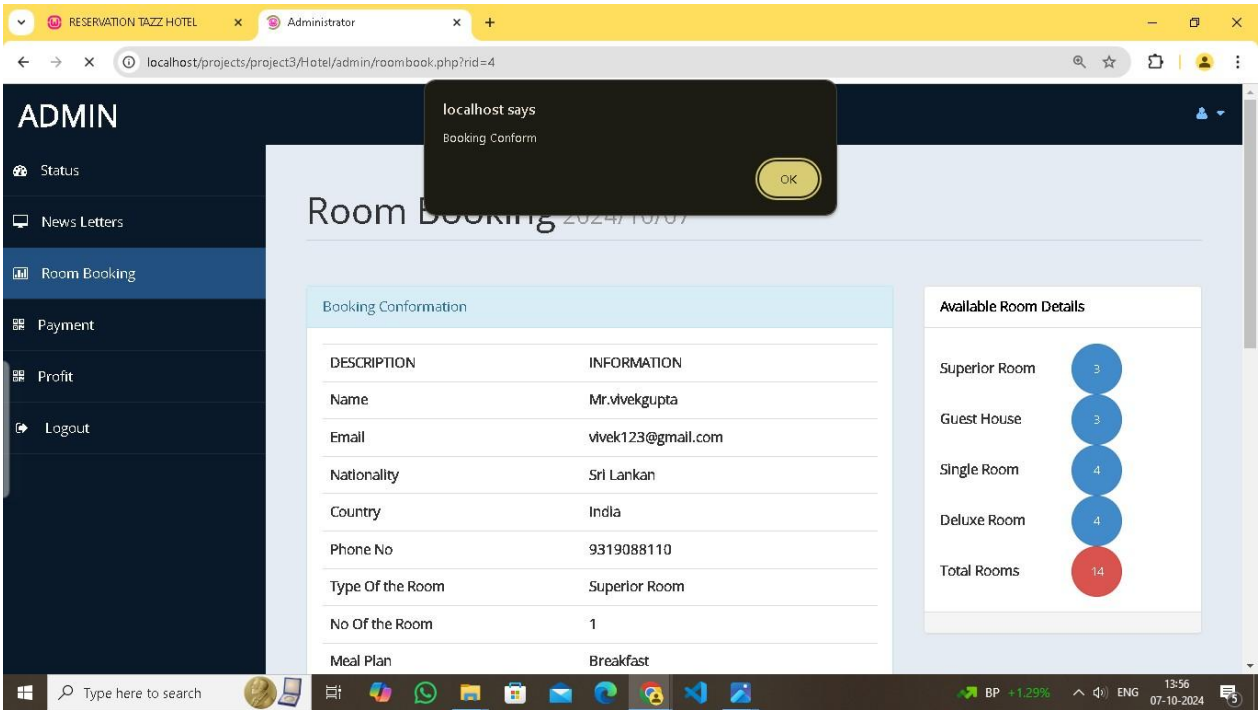 RESERVATION TAZZ HOTEL
Administrator
localhost/projects/project3/Hotel/admin/roombook.php?rid=4
localhost says
Booking Conform
OK
ADMIN
Status
News Letters
Room Booking
Payment
Profit
Logout
Room Booking 2024/10/07
Booking Conformation
DESCRIPTION INFORMATION
Name Mr.vivekgupta
Email vivek123@gmail.com
Nationality Sri Lankan
Country India
Phone No 9319088110
Type Of the Room Superior Room
No Of the Room 1
Meal Plan Breakfast
Available Room Details
Superior Room 3
Guest House 3
Single Room 4
Deluxe Room 4
Total Rooms 14
Type here to search
BP +1.29%
ENG
13:56
07-10-2024
5